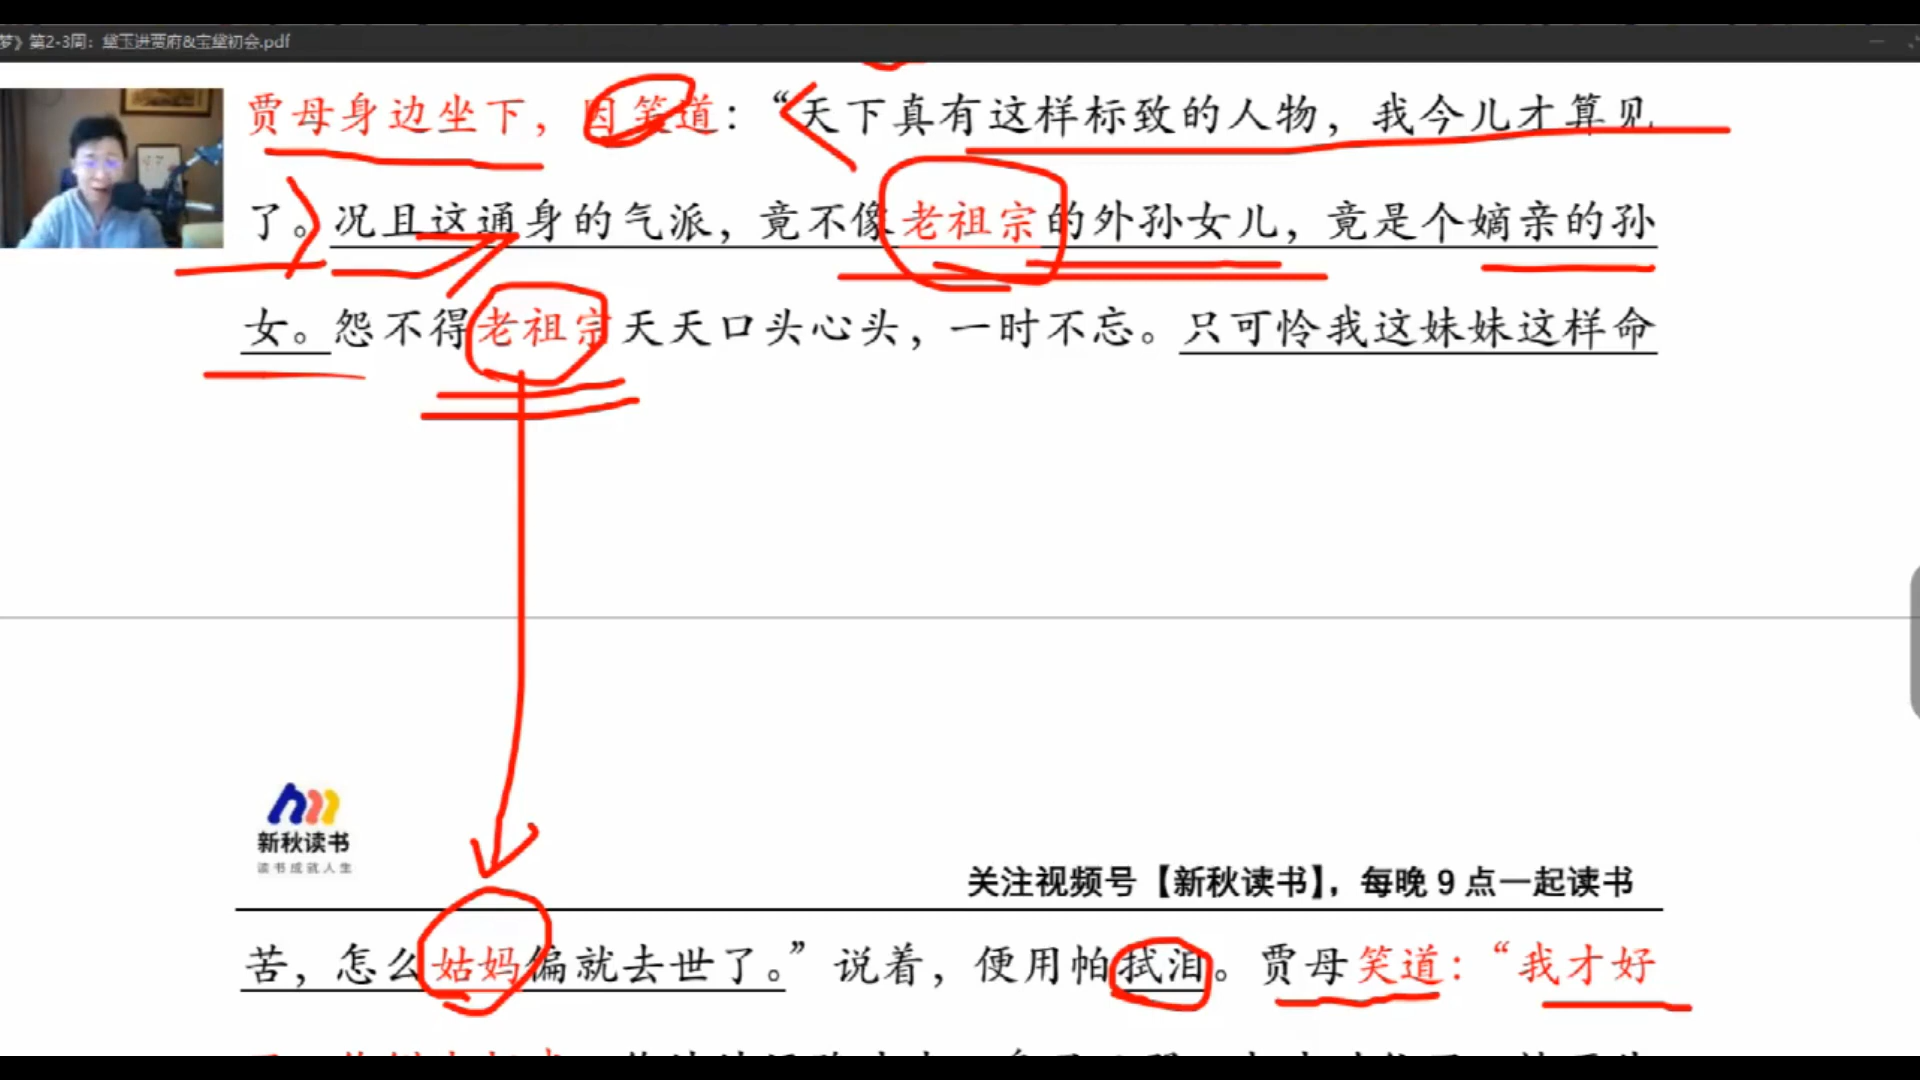 梦》第2-3周：黛玉进贾府&宝黛初会.pdf
贾母身边坐下，因笑道：“天下真有这样标致的人物，我今儿才算见
了。况且这通身的气派，竟不像老祖宗的外孙女儿，竟是个嫡亲的孙
女。怨不得老祖宗天天口头心头，一时不忘。只可怜我这妹妹这样命
新秋读书
读书成就人生
关注视频号【新秋读书】，每晚9点一起读书
苦，怎么姑妈偏就去世了。”说着，便用帕拭泪。贾母笑道：“我才好